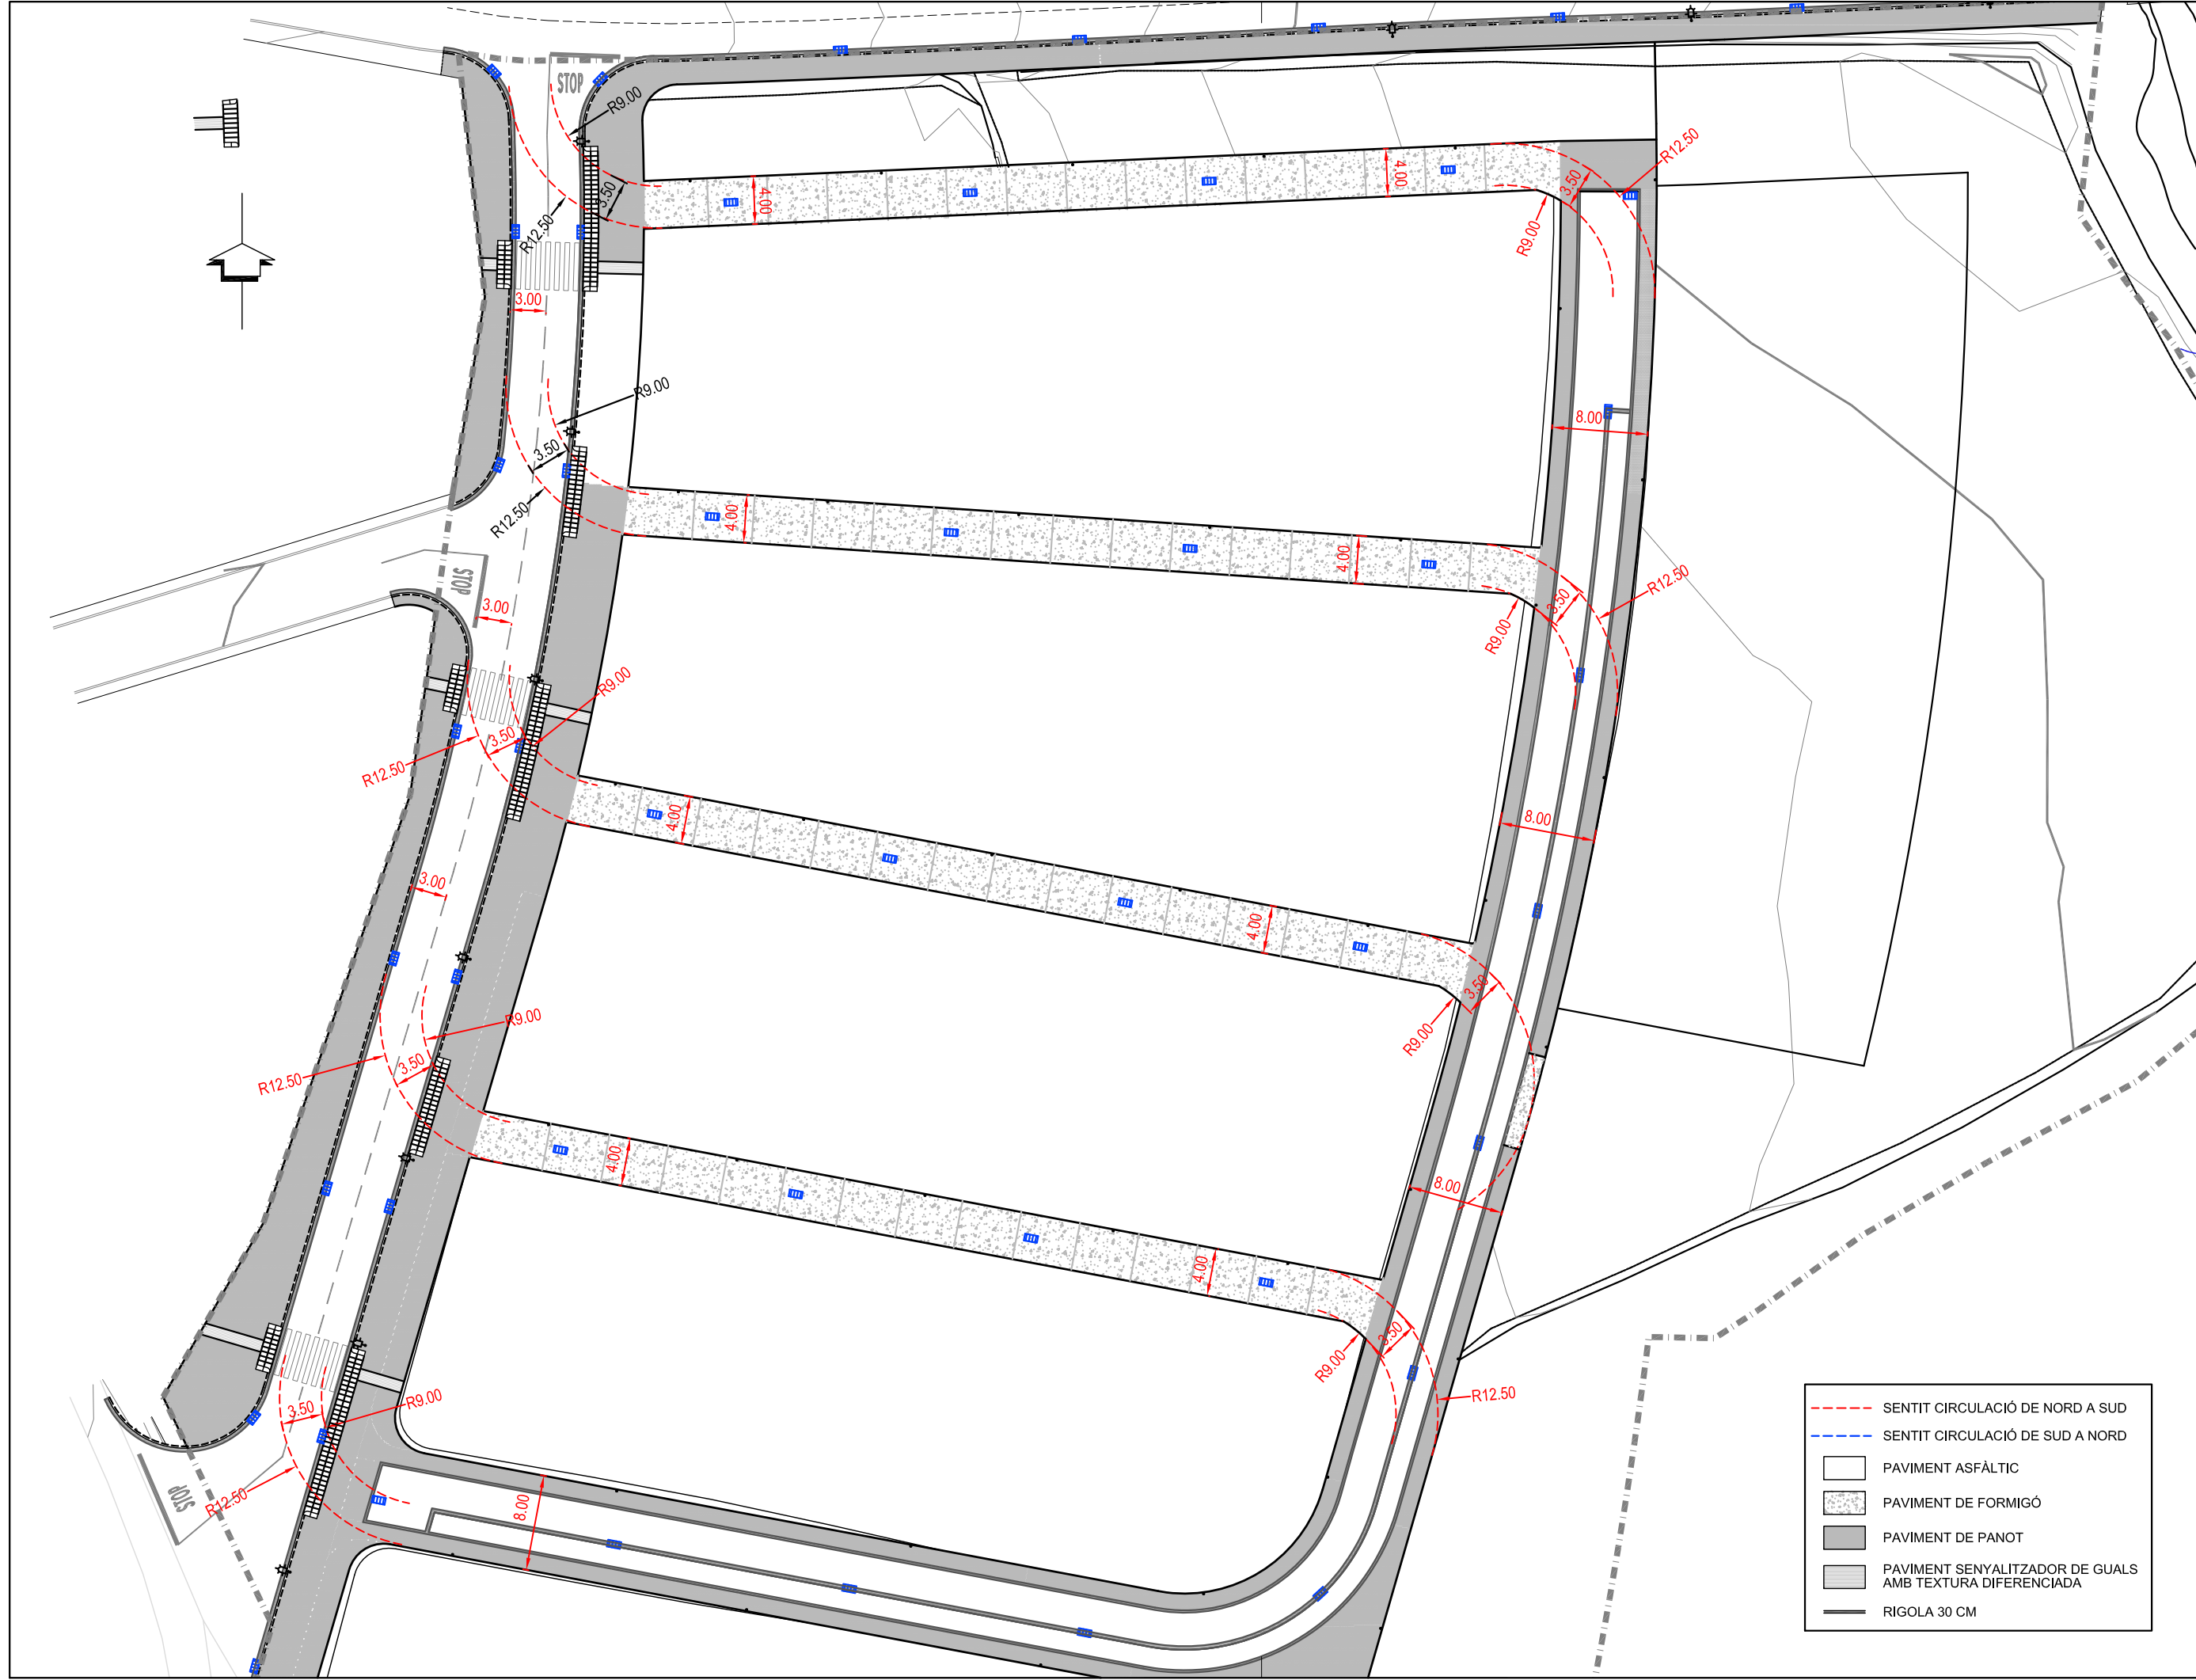 STOP
R9.00
3.50
R12.50
4.00
4.00
3.50
R12.50
R9.00
3.00
R9.00
3.50
R12.50
8.00
4.00
4.00
3.50
R12.50
R9.00
STOP
3.00
R9.00
3.50
R12.50
8.00
4.00
4.00
3.50
R9.00
3.00
R9.00
3.50
R12.50
8.00
4.00
4.00
3.50
R9.00
R12.50
R9.00
3.50
R12.50
STOP
8.00
SENTIT CIRCULACIÓ DE NORD A SUD
SENTIT CIRCULACIÓ DE SUD A NORD
PAVIMENT ASFÀLTIC
PAVIMENT DE FORMIGÓ
PAVIMENT DE PANOT
PAVIMENT SENYALITZADOR DE GUALS
AMB TEXTURA DIFERENCIADA
RIGOLA 30 CM